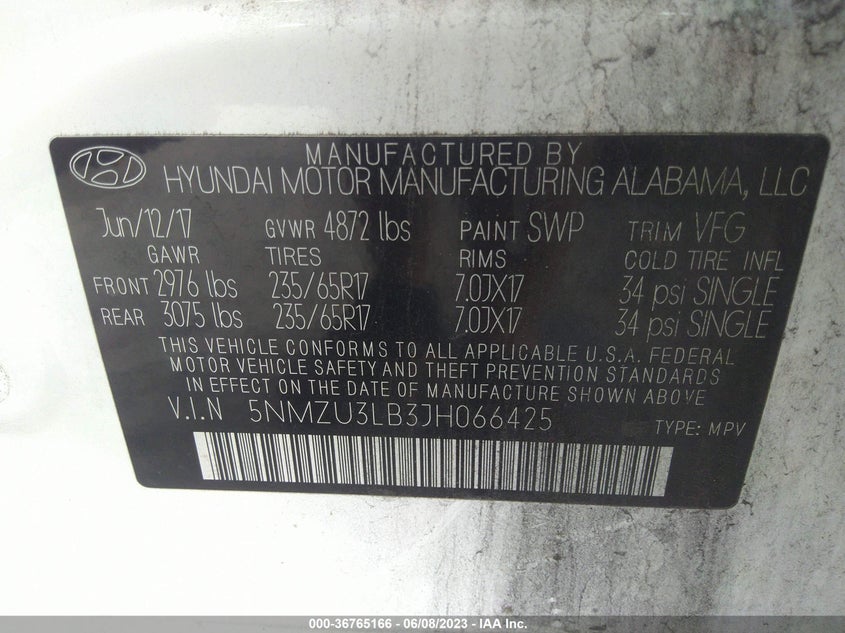 MANUFACTURED BY
HYUNDAI MOTOR MANUFACTURING ALABAMA, LLC
Jun/12/17 GVWR 4872 lbs PAINT SWP TRIM VFG
GAWR TIRES RIMS COLD TIRE INFL
FRONT 2976 lbs 235/65R17 7.0JX17 34 psi SINGLE
REAR 3075 lbs 235/65R17 7.0JX17 34 psi SINGLE
THIS VEHICLE CONFORMS TO ALL APPLICABLE U.S.A. FEDERAL
MOTOR VEHICLE SAFETY AND THEFT PREVENTION STANDARDS
IN EFFECT ON THE DATE OF MANUFACTURE SHOWN ABOVE
V.I.N 5NMZU3LB3JH066425 TYPE: MPV
000-36765166 - 06/08/2023 - IAA Inc.